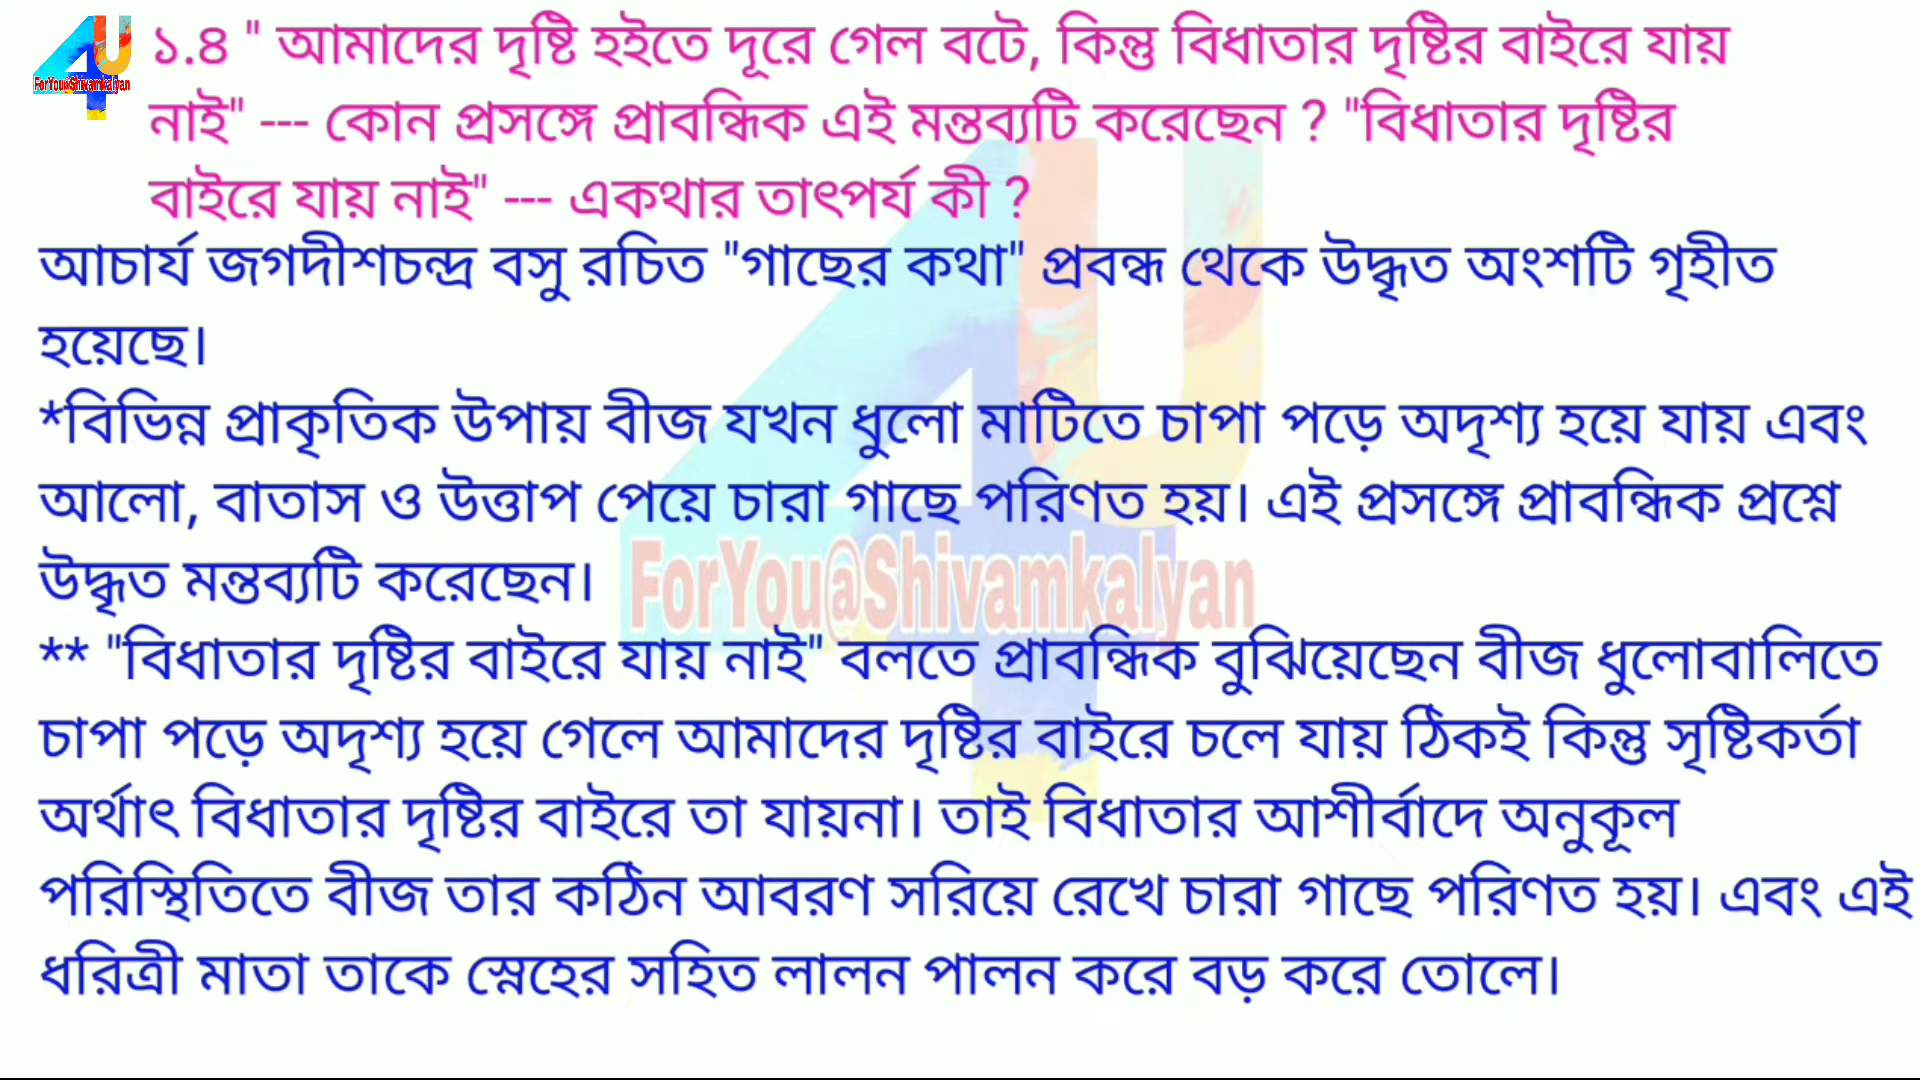 4U
ForYou@Shivamkalyan
১.৪ " আমাদের দৃষ্টি হইতে দূরে গেল বটে, কিন্তু বিধাতার দৃষ্টির বাইরে যায়
নাই" --- কোন প্রসঙ্গে প্রাবন্ধিক এই মন্তব্যটি করেছেন ? "বিধাতার দৃষ্টির
বাইরে যায় নাই" --- একথার তাৎপর্য কী ?
আচার্য জগদীশচন্দ্র বসু রচিত "গাছের কথা" প্রবন্ধ থেকে উদ্ধৃত অংশটি গৃহীত
হয়েছে।
*বিভিন্ন প্রাকৃতিক উপায় বীজ যখন ধুলো মাটিতে চাপা পড়ে অদৃশ্য হয়ে যায় এবং
আলো, বাতাস ও উত্তাপ পেয়ে চারা গাছে পরিণত হয়। এই প্রসঙ্গে প্রাবন্ধিক প্রশ্নে
উদ্ধৃত মন্তব্যটি করেছেন।
ForYou@Shivamkalyan
** "বিধাতার দৃষ্টির বাইরে যায় নাই" বলতে প্রাবন্ধিক বুঝিয়েছেন বীজ ধুলোবালিতে
চাপা পড়ে অদৃশ্য হয়ে গেলে আমাদের দৃষ্টির বাইরে চলে যায় ঠিকই কিন্তু সৃষ্টিকর্তা
অর্থাৎ বিধাতার দৃষ্টির বাইরে তা যায়না। তাই বিধাতার আশীর্বাদে অনুকূল
পরিস্থিতিতে বীজ তার কঠিন আবরণ সরিয়ে রেখে চারা গাছে পরিণত হয়। এবং এই
ধরিত্রী মাতা তাকে স্নেহের সহিত লালন পালন করে বড় করে তোলে।